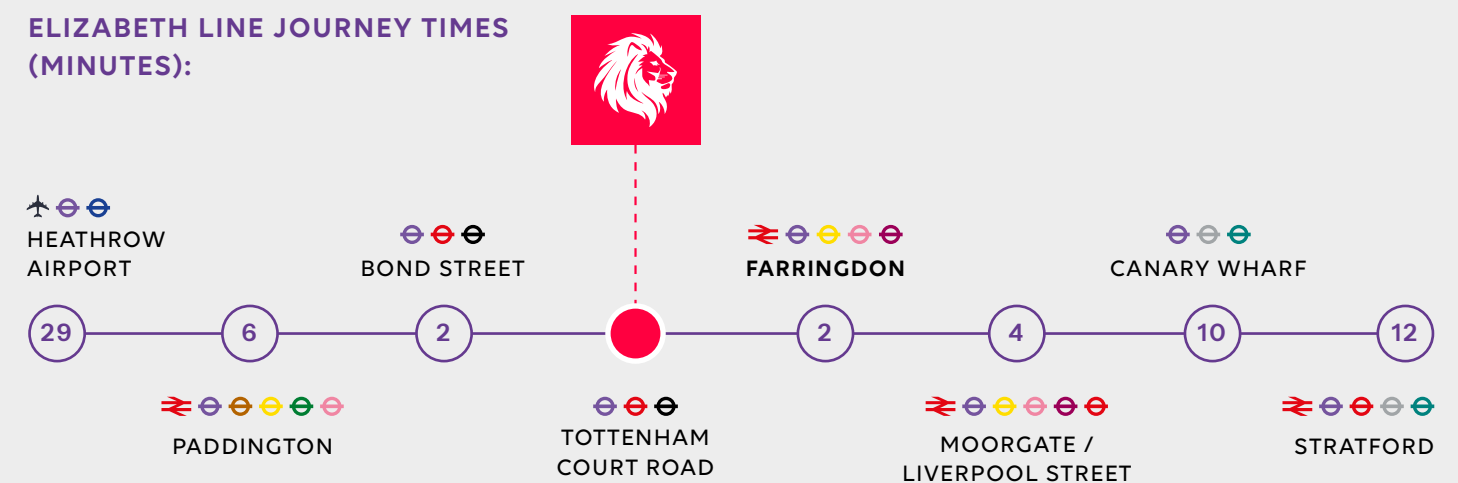 ELIZABETH LINE JOURNEY TIMES
(MINUTES):
HEATHROW
AIRPORT
BOND STREET
FARRINGDON
CANARY WHARF
29
6
2
2
4
10
12
PADDINGTON
TOTTENHAM
COURT ROAD
MOORGATE /
LIVERPOOL STREET
STRATFORD